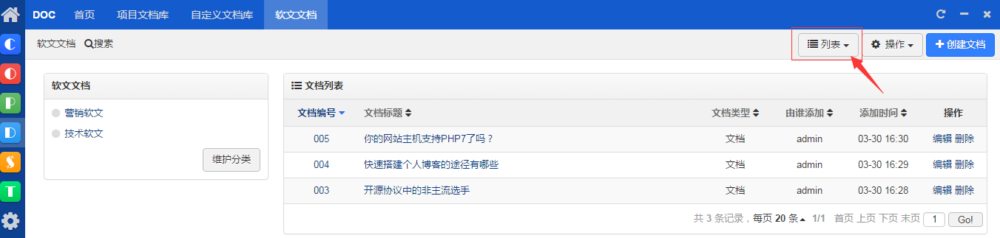 DOC 首页 项目文档库 自定义文档库 软文文档
软文文档 搜索 列表 操作 创建文档
软文文档
营销软文
技术软文
维护分类
文档列表
文档编号 文档标题 文档类型 由谁添加 添加时间 操作
005 你的网站主机支持PHP7了吗？ 文档 admin 03-30 16:30 编辑 删除
004 快速搭建个人博客的途径有哪些 文档 admin 03-30 16:29 编辑 删除
003 开源协议中的非主流选手 文档 admin 03-30 16:28 编辑 删除
共 3 条记录，每页 20 条 1/1 首页 上页 下页 末页 1 Go!